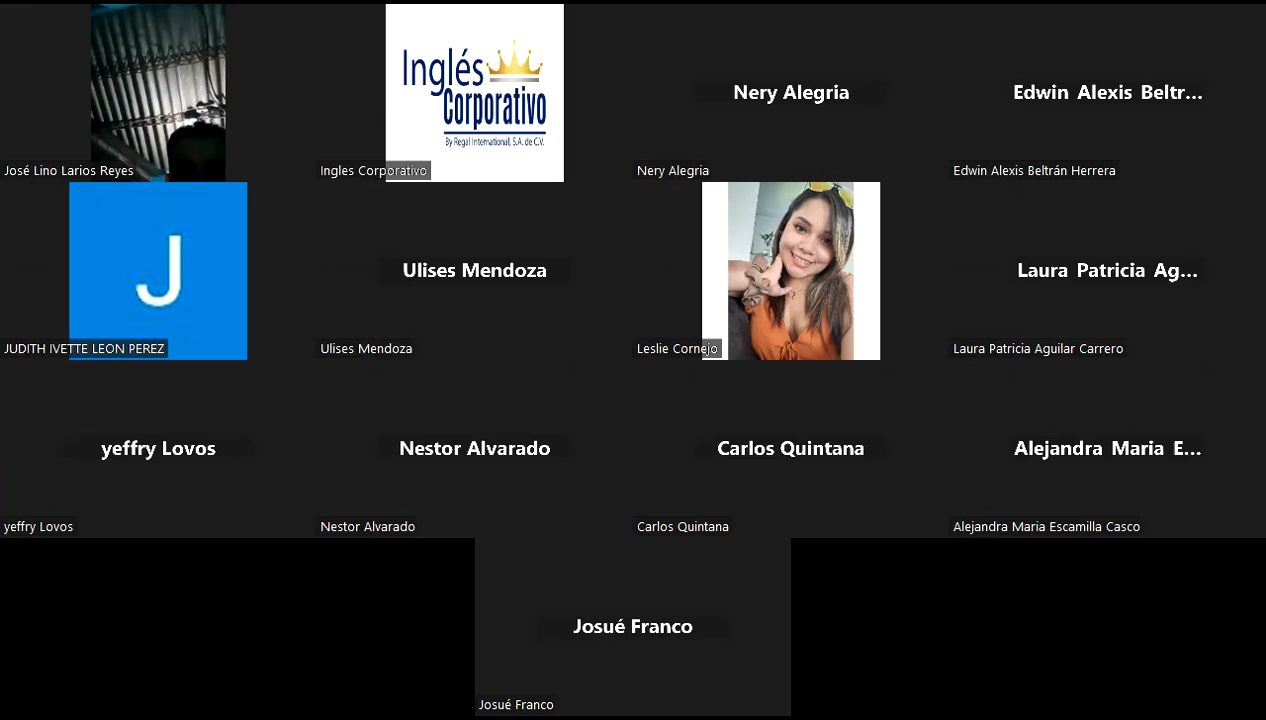 Inglés
Corporativo
By Regal International, S.A. de C.V.
José Lino Larios Reyes
Ingles Corporativo
Nery Alegria
Nery Alegria
Edwin Alexis Beltr...
Edwin Alexis Beltrán Herrera
J
JUDITH IVETTE LEON PEREZ
Ulises Mendoza
Ulises Mendoza
Leslie Cornejo
Laura Patricia Ag...
Laura Patricia Aguilar Carrero
yeffry Lovos
yeffry Lovos
Nestor Alvarado
Nestor Alvarado
Carlos Quintana
Carlos Quintana
Alejandra Maria E...
Alejandra Maria Escamilla Casco
Josué Franco
Josué Franco